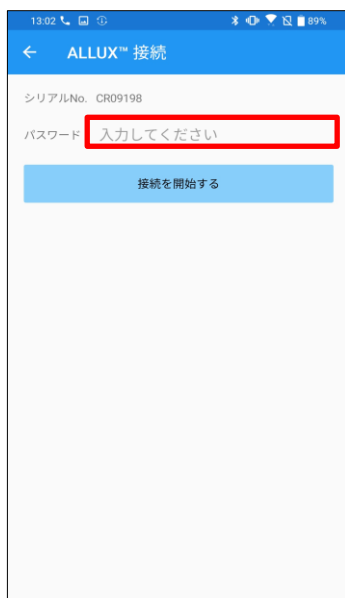 13:02 89%
← ALLUX™ 接続
シリアルNo. CR09198
パスワード 入力してください
接続を開始する